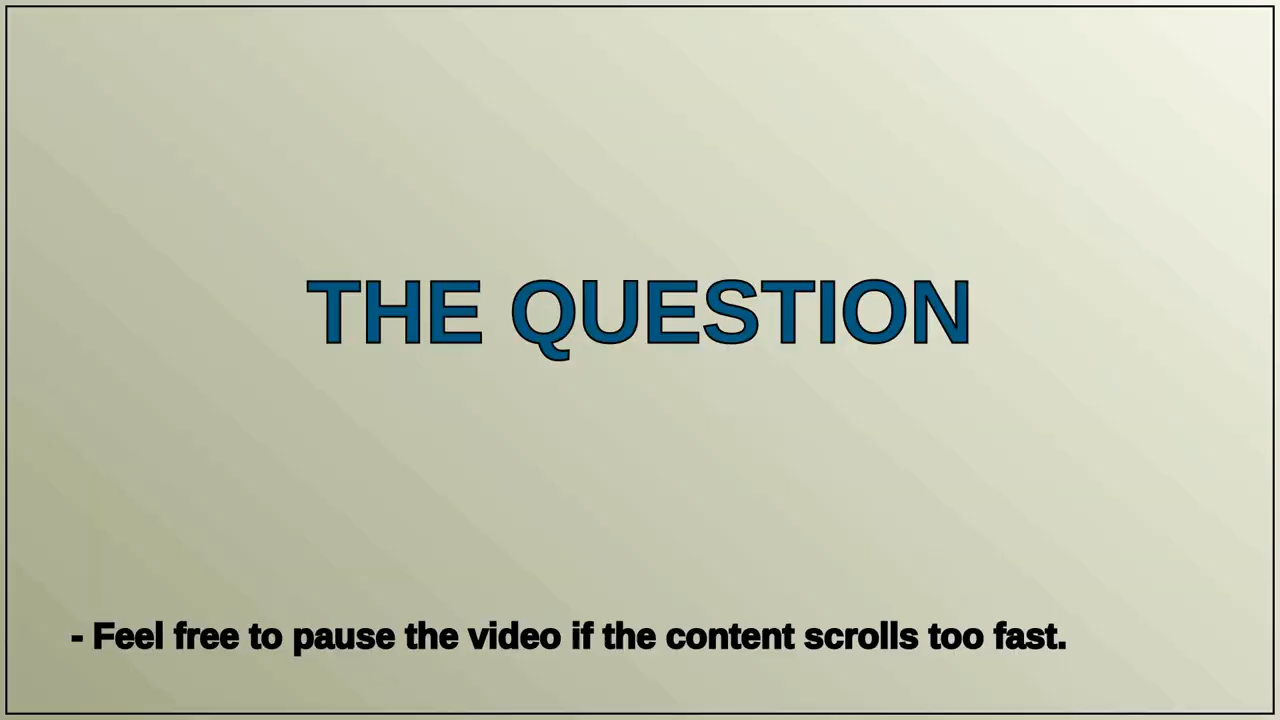 THE QUESTION
- Feel free to pause the video if the content scrolls too fast.